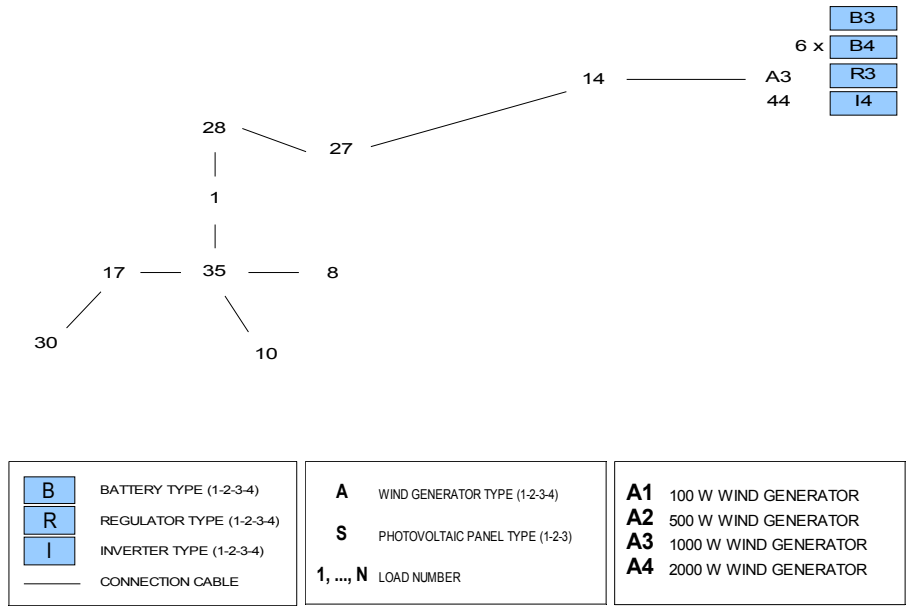 B3
6 x B4
14 A3 R3
44 I4
28
27
1
17 35 8
30
10
B BATTERY TYPE (1-2-3-4)
R REGULATOR TYPE (1-2-3-4)
I INVERTER TYPE (1-2-3-4)
CONNECTION CABLE
A WIND GENERATOR TYPE (1-2-3-4)
S PHOTOVOLTAIC PANEL TYPE (1-2-3)
1, ..., N LOAD NUMBER
A1 100 W WIND GENERATOR
A2 500 W WIND GENERATOR
A3 1000 W WIND GENERATOR
A4 2000 W WIND GENERATOR